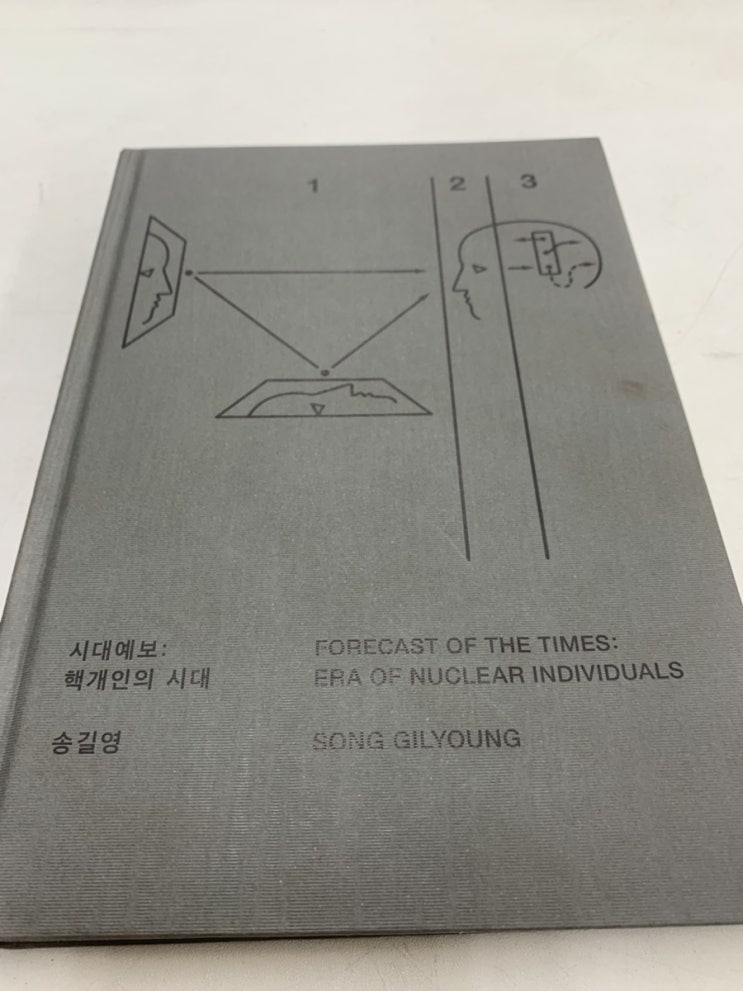 1 2 3
시대예보:
핵개인의 시대
FORECAST OF THE TIMES:
ERA OF NUCLEAR INDIVIDUALS
송길영
SONG GILYOUNG